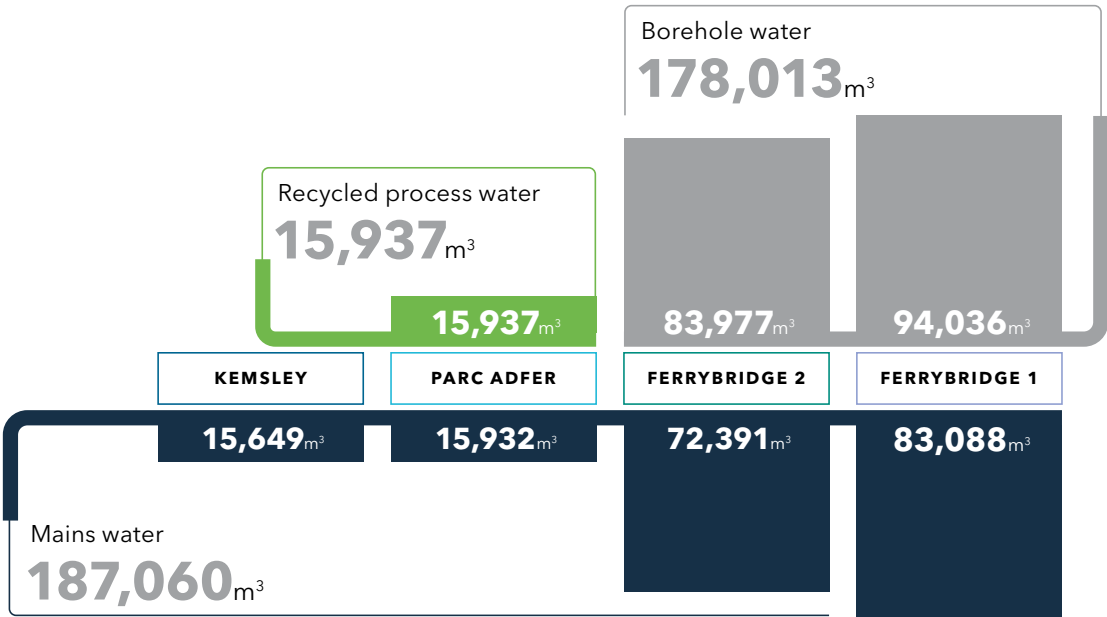 Borehole water
178,013m³
Recycled process water
15,937m³
15,937m³
83,977m³
94,036m³
KEMSLEY
PARC ADFER
FERRYBRIDGE 2
FERRYBRIDGE 1
15,649m³
15,932m³
72,391m³
83,088m³
Mains water
187,060m³